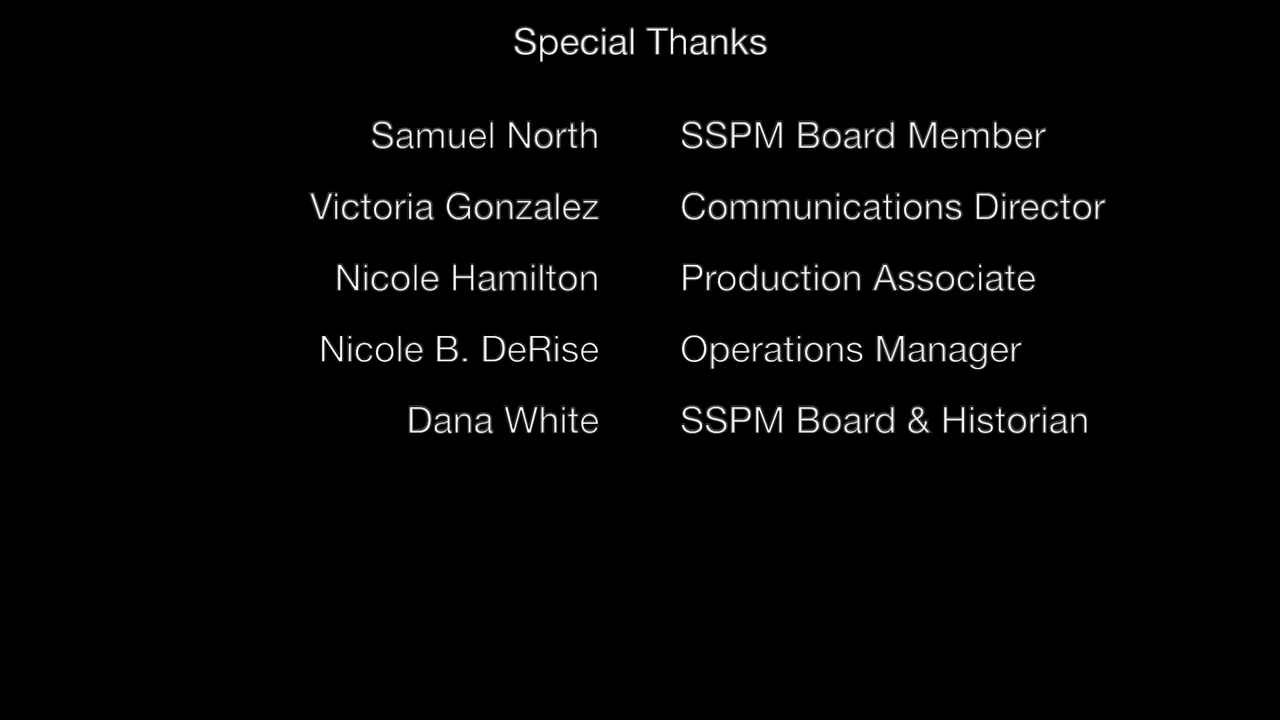 Special Thanks
Samuel North SSPM Board Member
Victoria Gonzalez Communications Director
Nicole Hamilton Production Associate
Nicole B. DeRise Operations Manager
Dana White SSPM Board & Historian